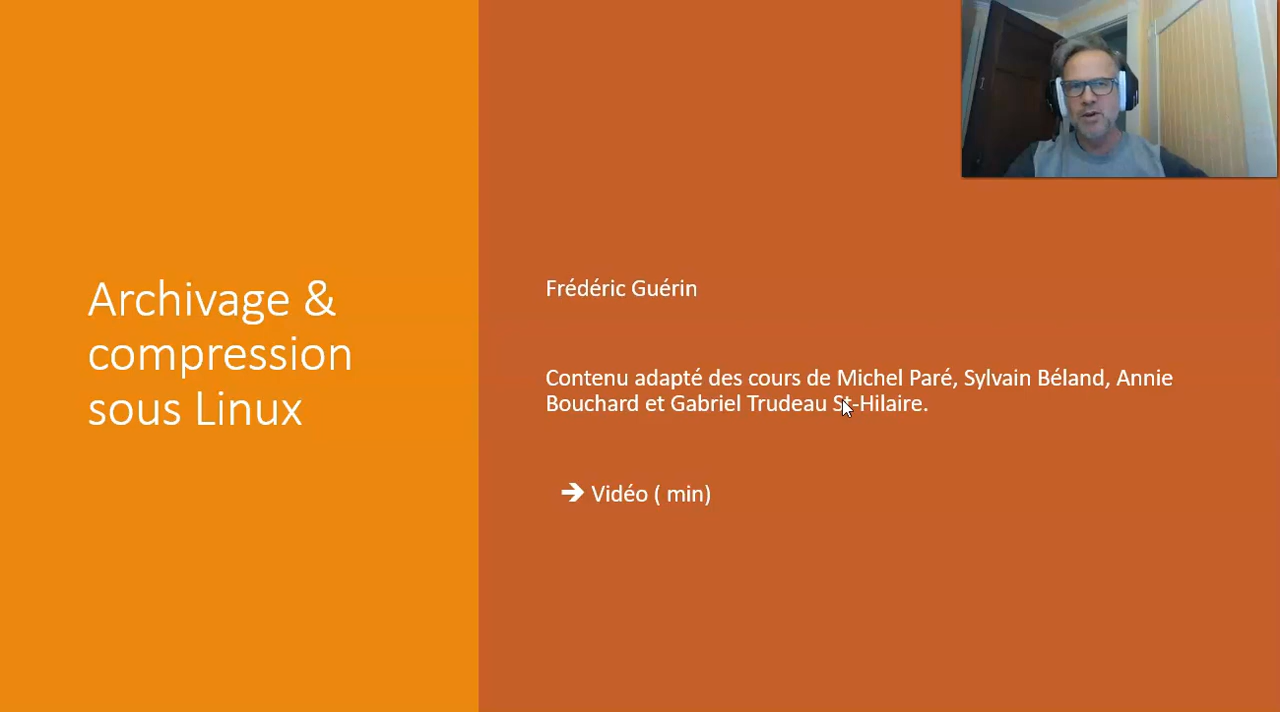 Archivage &
compression
sous Linux
Frédéric Guérin
Contenu adapté des cours de Michel Paré, Sylvain Béland, Annie
Bouchard et Gabriel Trudeau St-Hilaire.
➔ Vidéo ( min)